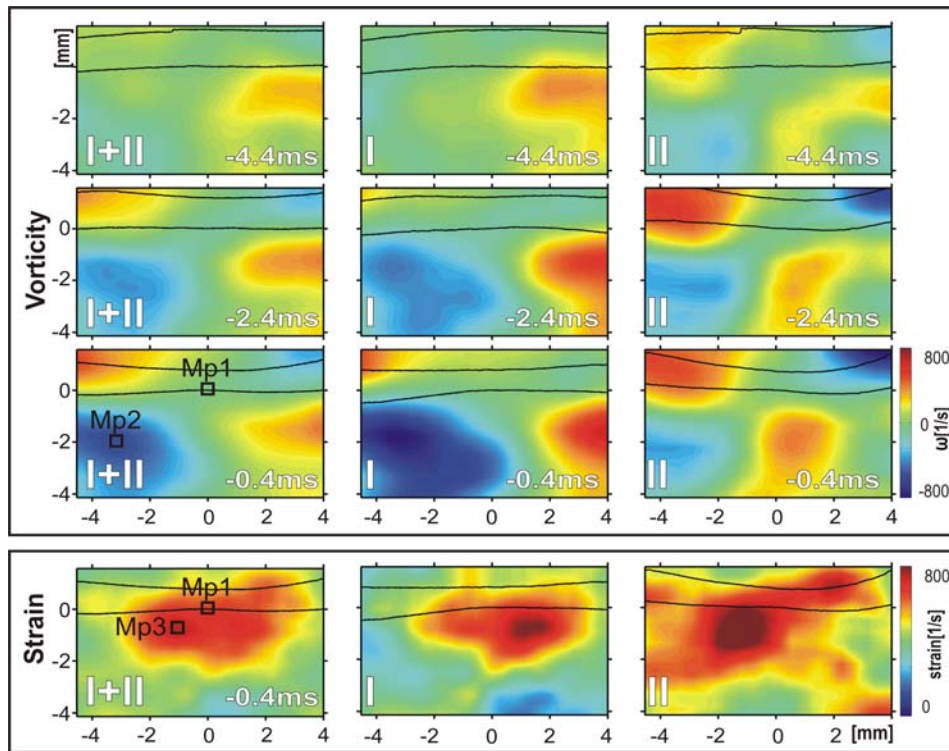 [mm]
0
-2
-4
I+II
-4.4ms
I
-4.4ms
II
-4.4ms
Vorticity
0
-2
-4
I+II
-2.4ms
I
-2.4ms
II
-2.4ms
0
-2
-4
Mp1
Mp2
I+II
-0.4ms
I
-0.4ms
II
-0.4ms
800
0
-800
ω[1/s]
-4 -2 0 2 4
-4 -2 0 2 4
-4 -2 0 2 4
Strain
0
-2
-4
Mp1
Mp3
I+II
-0.4ms
I
II
800
0
strain[1/s]
-4 -2 0 2 4
-4 -2 0 2 4
-4 -2 0 2 4
[mm]